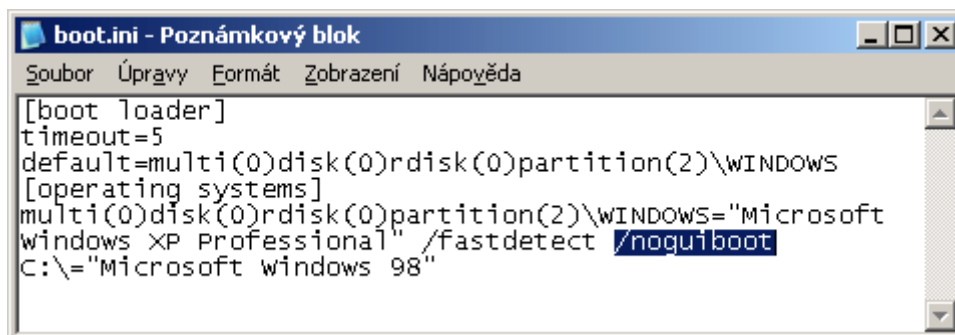 boot.ini - Poznámkový blok
Soubor Úpravy Formát Zobrazení Nápověda
[boot loader]
timeout=5
default=multi(0)disk(0)rdisk(0)partition(2)\WINDOWS
[operating systems]
multi(0)disk(0)rdisk(0)partition(2)\WINDOWS="Microsoft
Windows XP Professional" /fastdetect /noguiboot
C:\="Microsoft Windows 98"